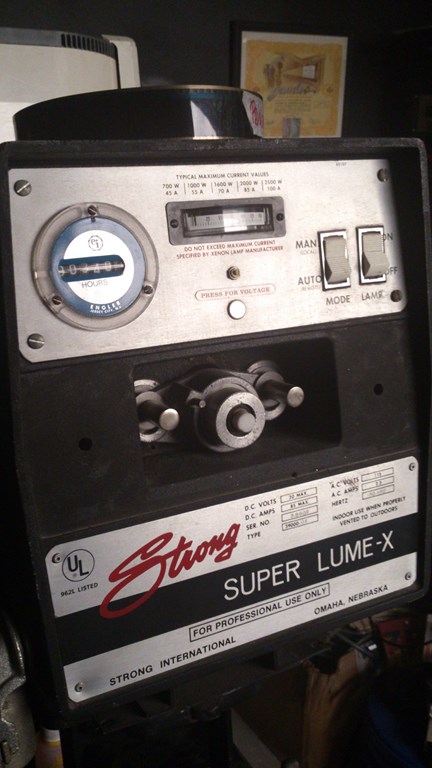 TYPICAL MAXIMUM CURRENT VALUES
700 W 1000 W 1600 W 2000 W 2500 W
45 A 55 A 70 A 85 A 100 A
DO NOT EXCEED MAXIMUM CURRENT
SPECIFIED BY XENON LAMP MANUFACTURER
PRESS FOR VOLTAGE
HOURS
ENGLER
MAN
AUTO
MODE
ON
OFF
LAMP
UL
962L LISTED
Strong
D.C. VOLTS
D.C. AMPS
SER. NO.
TYPE
A.C. VOLTS
A.C. AMPS
HERTZ
INDOOR USE WHEN PROPERLY
VENTED TO OUTDOORS
SUPER LUME-X
FOR PROFESSIONAL USE ONLY
STRONG INTERNATIONAL
OMAHA, NEBRASKA